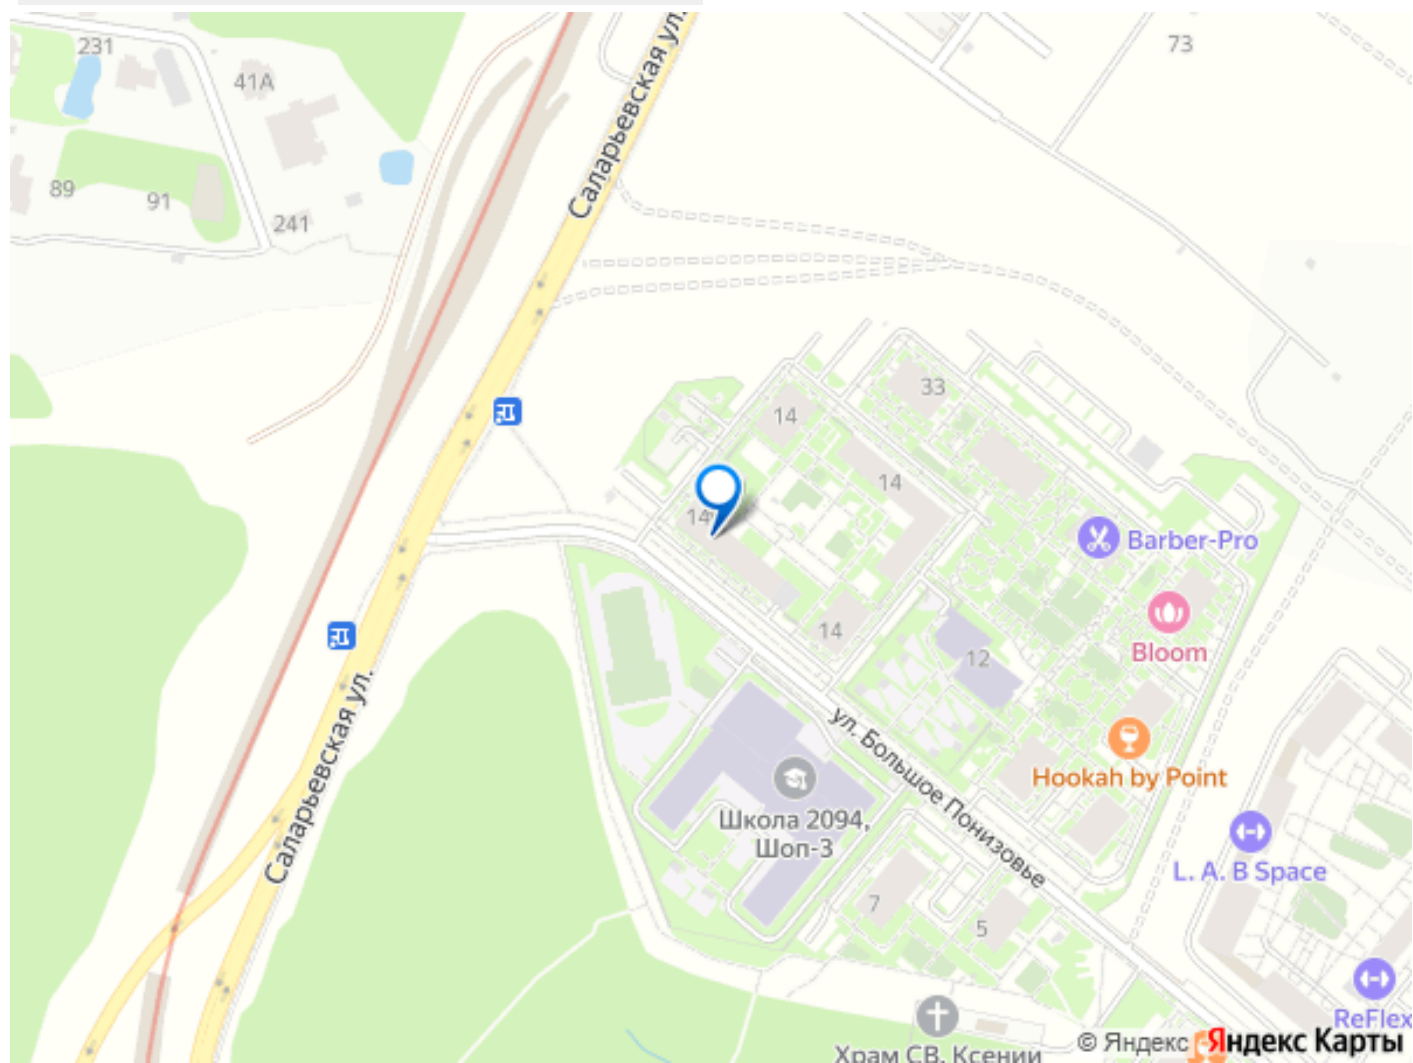 231
41А
73
Саларьевская ул.
89
91
241
33
14
14
14
Barber-Pro
Bloom
14
12
ул. Большое Понизовье
Hookah by Point
Школа 2094,
Шоп-3
Саларьевская ул.
L. A. B Space
7
5
ReFlex
Храм СВ. Ксении
© Яндекс
Яндекс Карты